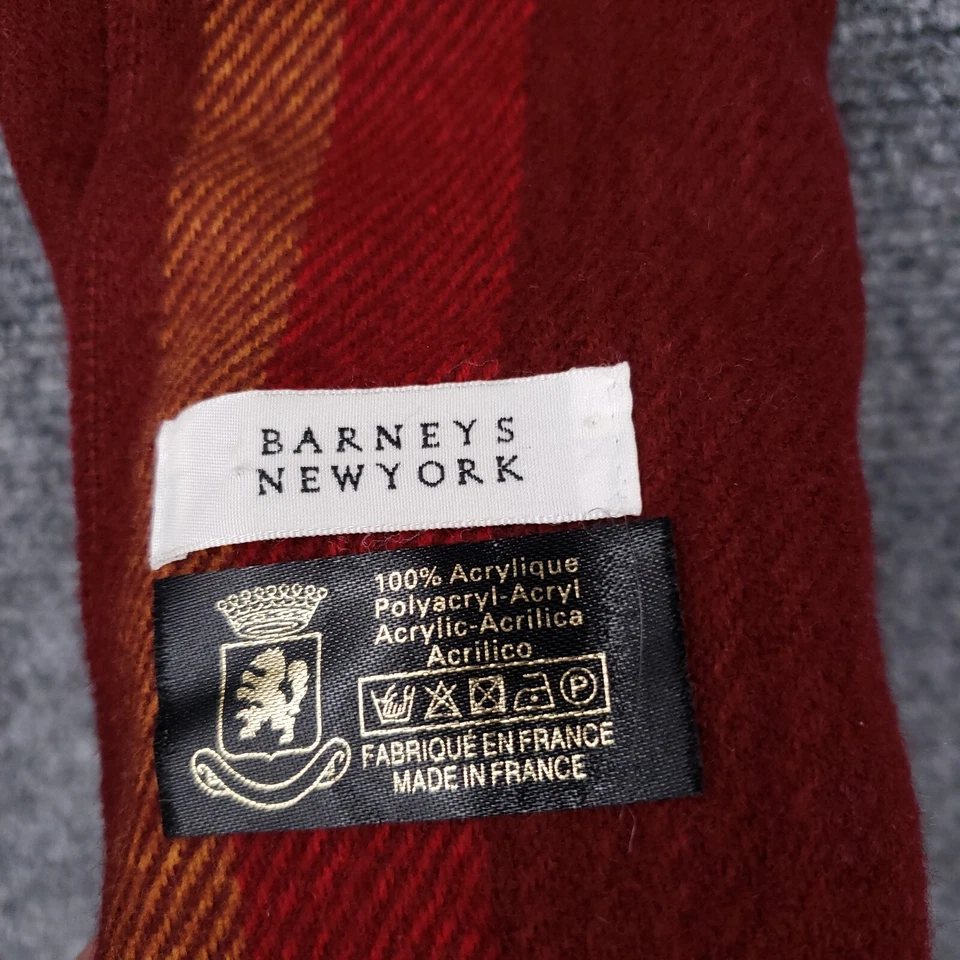 BARNEYS
NEWYORK
100% Acrylique
Polyacryl-Acryl
Acrylic-Acrilica
Acrilico
P
FABRIQUÉ EN FRANCE
MADE IN FRANCE